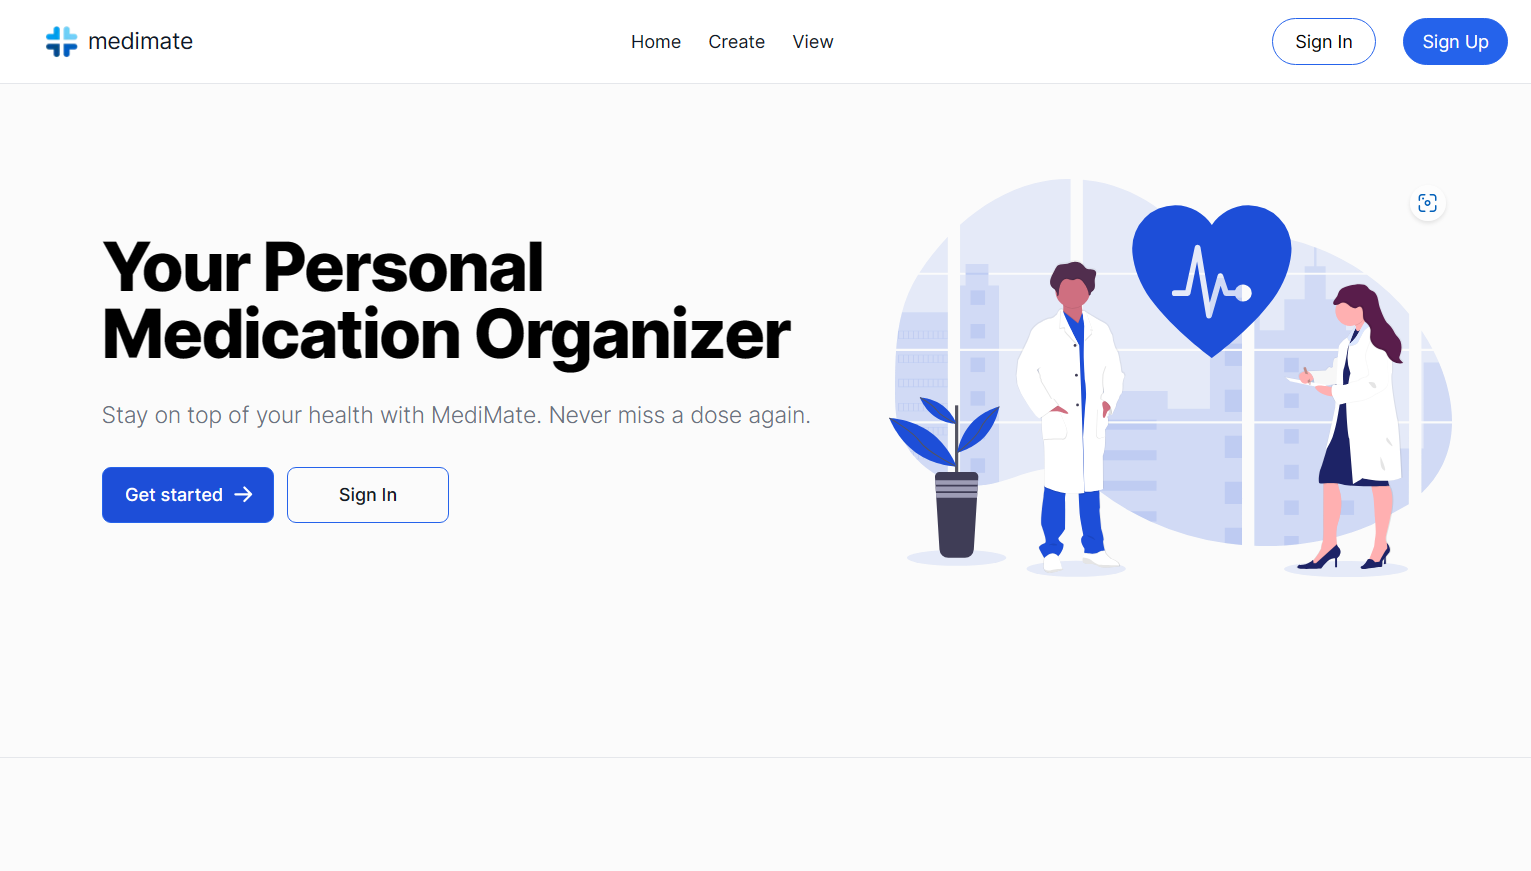 medimate
Home Create View
Sign In
Sign Up
Your Personal
Medication Organizer
Stay on top of your health with MediMate. Never miss a dose again.
Get started →
Sign In